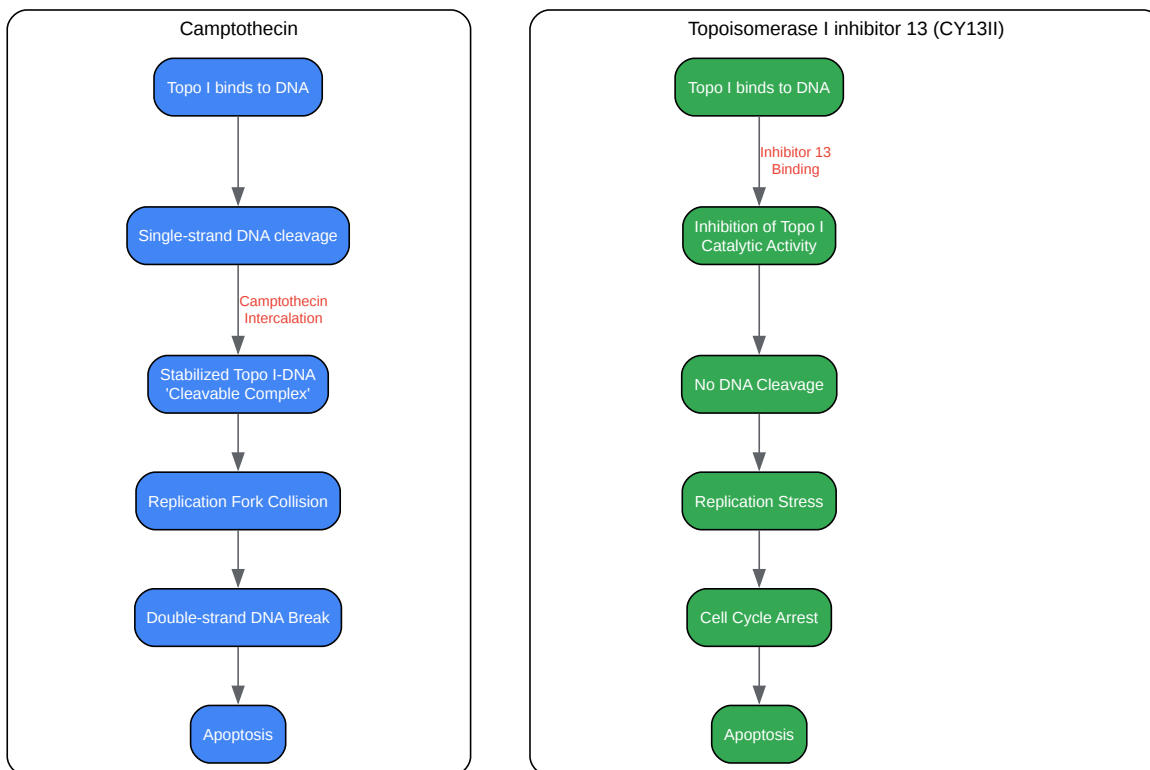 Camptothecin
Topo I binds to DNA
Single-strand DNA cleavage
Camptothecin
Intercalation
Stabilized Topo I-DNA
'Cleavable Complex'
Replication Fork Collision
Double-strand DNA Break
Apoptosis
Topoisomerase I inhibitor 13 (CY13II)
Topo I binds to DNA
Inhibitor 13
Binding
Inhibition of Topo I
Catalytic Activity
No DNA Cleavage
Replication Stress
Cell Cycle Arrest
Apoptosis